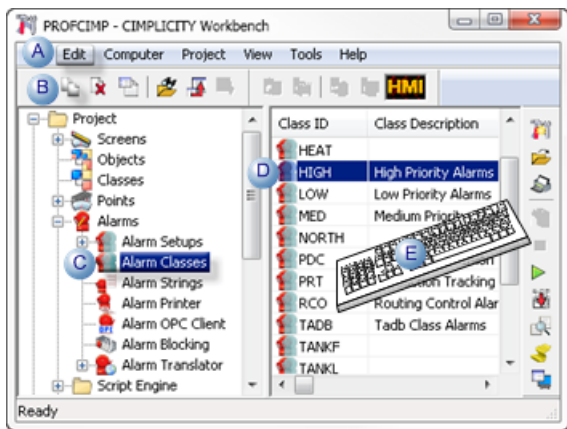 PROFCIMP - CIMPLICITY Workbench
A Edit Computer Project View Tools Help
B HMI
Project
Screens
Objects
Classes
Points
Alarms
Alarm Setups
C Alarm Classes
Alarm Strings
Alarm Printer
OPC Alarm OPC Client
Alarm Blocking
Alarm Translator
Script Engine
Class ID Class Description
HEAT
D HIGH High Priority Alarms
LOW Low Priority Alarms
MED Medium
NORTH
E
PDC
PRT Tracking
RCO Routing Control Alar
TADB Tadb Class Alarms
TANKF
TANKL
Ready